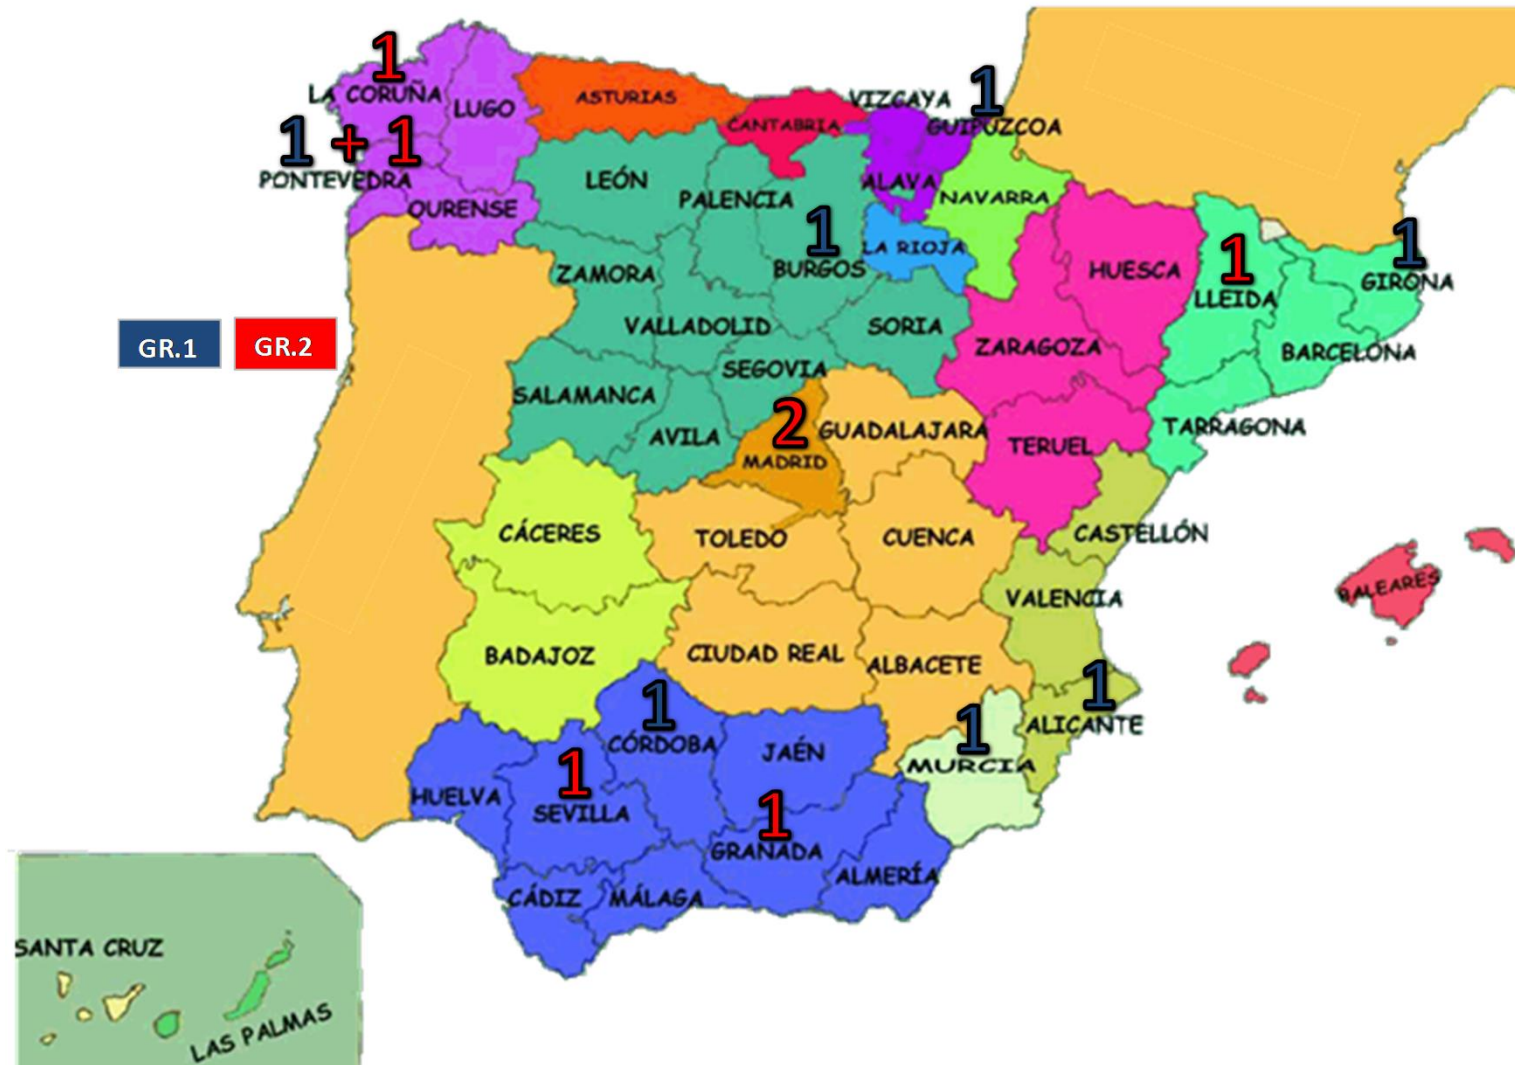 1
LA CORUÑA
LUGO
ASTURIAS
CANTABRIA
VIZCAYA
1
GUIPUZCOA
1 + 1
PONTEVEDRA
OURENSE
LEÓN
PALENCIA
ALAVA
NAVARRA
1
BURGOS
LA RIOJA
ZAMORA
HUESCA
1
LLEIDA
1
GIRONA
GR.1
GR.2
VALLADOLID
SORIA
ZARAGOZA
BARCELONA
SEGOVIA
SALAMANCA
AVILA
2
MADRID
GUADALAJARA
TERUEL
TARRAGONA
CÁCERES
TOLEDO
CUENCA
CASTELLÓN
BALEARES
VALENCIA
BADAJOZ
CIUDAD REAL
ALBACETE
1
ALICANTE
1
CÓRDOBA
JAÉN
1
MURCIA
HUELVA
1
SEVILLA
1
GRANADA
ALMERÍA
CÁDIZ
MÁLAGA
SANTA CRUZ
LAS PALMAS